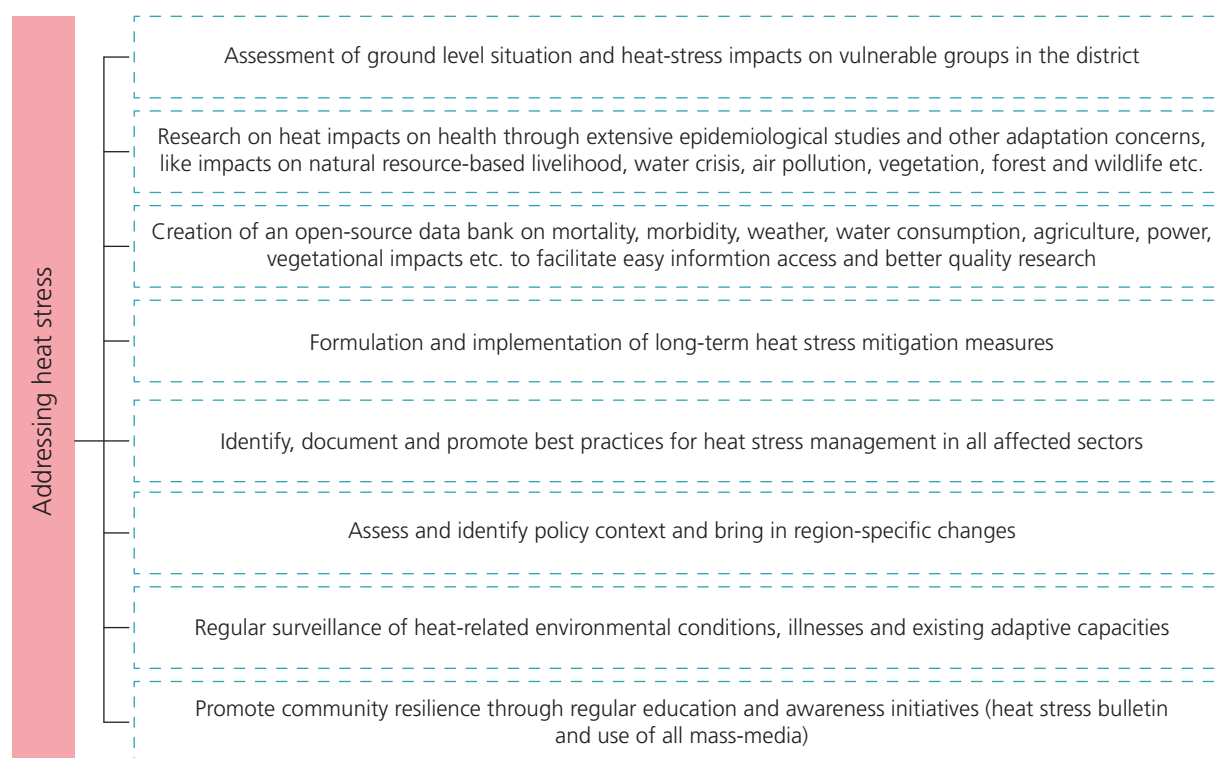 Addressing heat stress
Assessment of ground level situation and heat-stress impacts on vulnerable groups in the district
Research on heat impacts on health through extensive epidemiological studies and other adaptation concerns,
like impacts on natural resource-based livelihood, water crisis, air pollution, vegetation, forest and wildlife etc.
Creation of an open-source data bank on mortality, morbidity, weather, water consumption, agriculture, power,
vegetational impacts etc. to facilitate easy informtion access and better quality research
Formulation and implementation of long-term heat stress mitigation measures
Identify, document and promote best practices for heat stress management in all affected sectors
Assess and identify policy context and bring in region-specific changes
Regular surveillance of heat-related environmental conditions, illnesses and existing adaptive capacities
Promote community resilience through regular education and awareness initiatives (heat stress bulletin
and use of all mass-media)